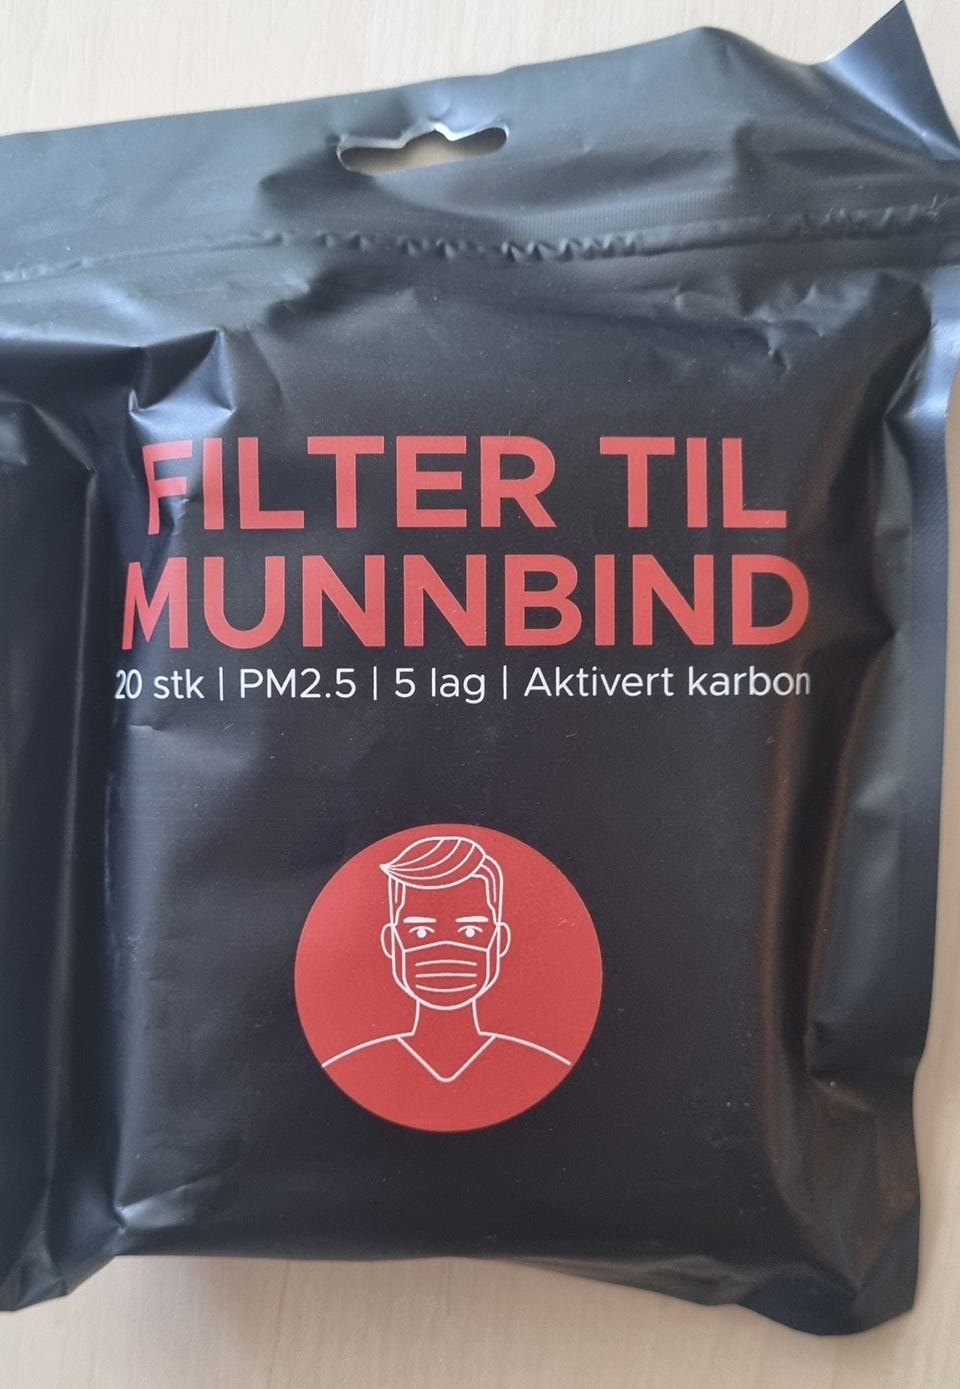 FILTER TIL
MUNNBIND
20 stk | PM2.5 | 5 lag | Aktivert karbon